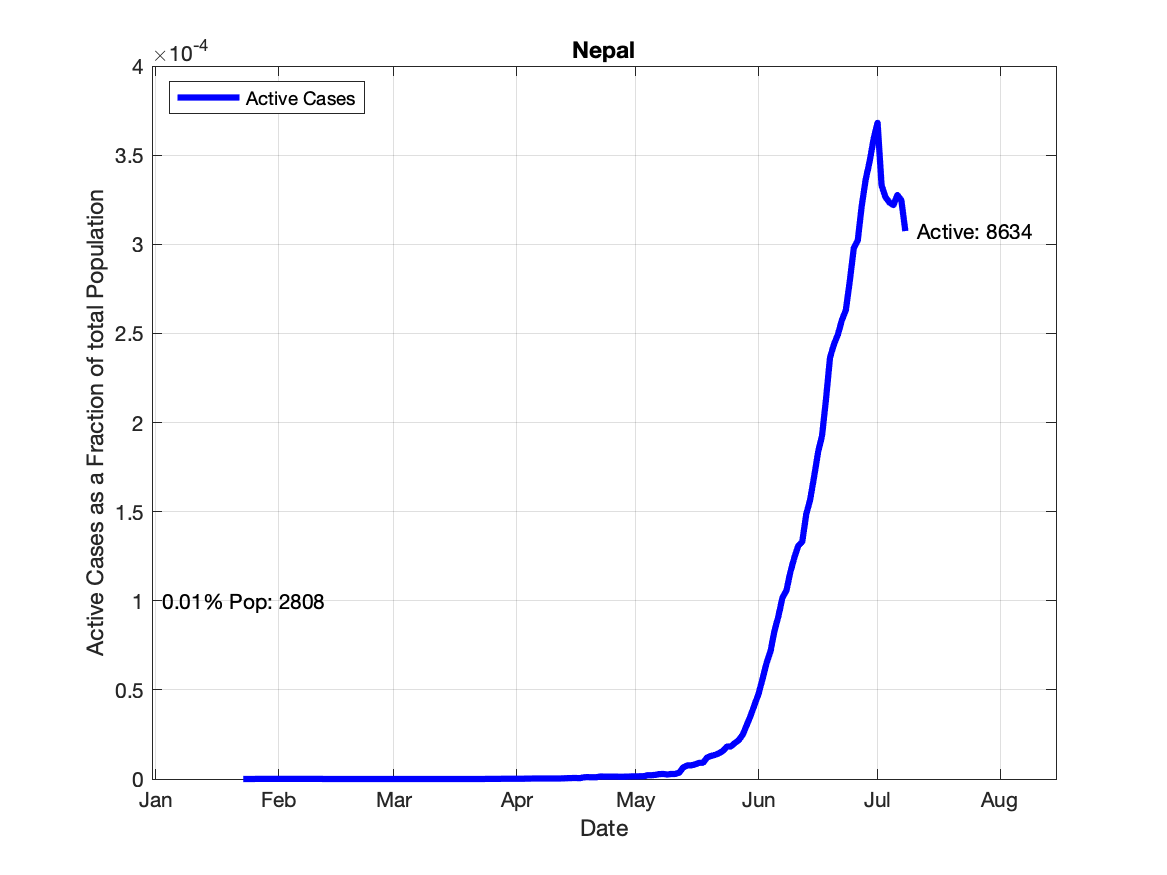 Nepal
×10^-4
Active Cases
4
3.5
3
2.5
2
1.5
1
0.5
0
Active Cases as a Fraction of total Population
Active: 8634
0.01% Pop: 2808
Jan Feb Mar Apr May Jun Jul Aug
Date